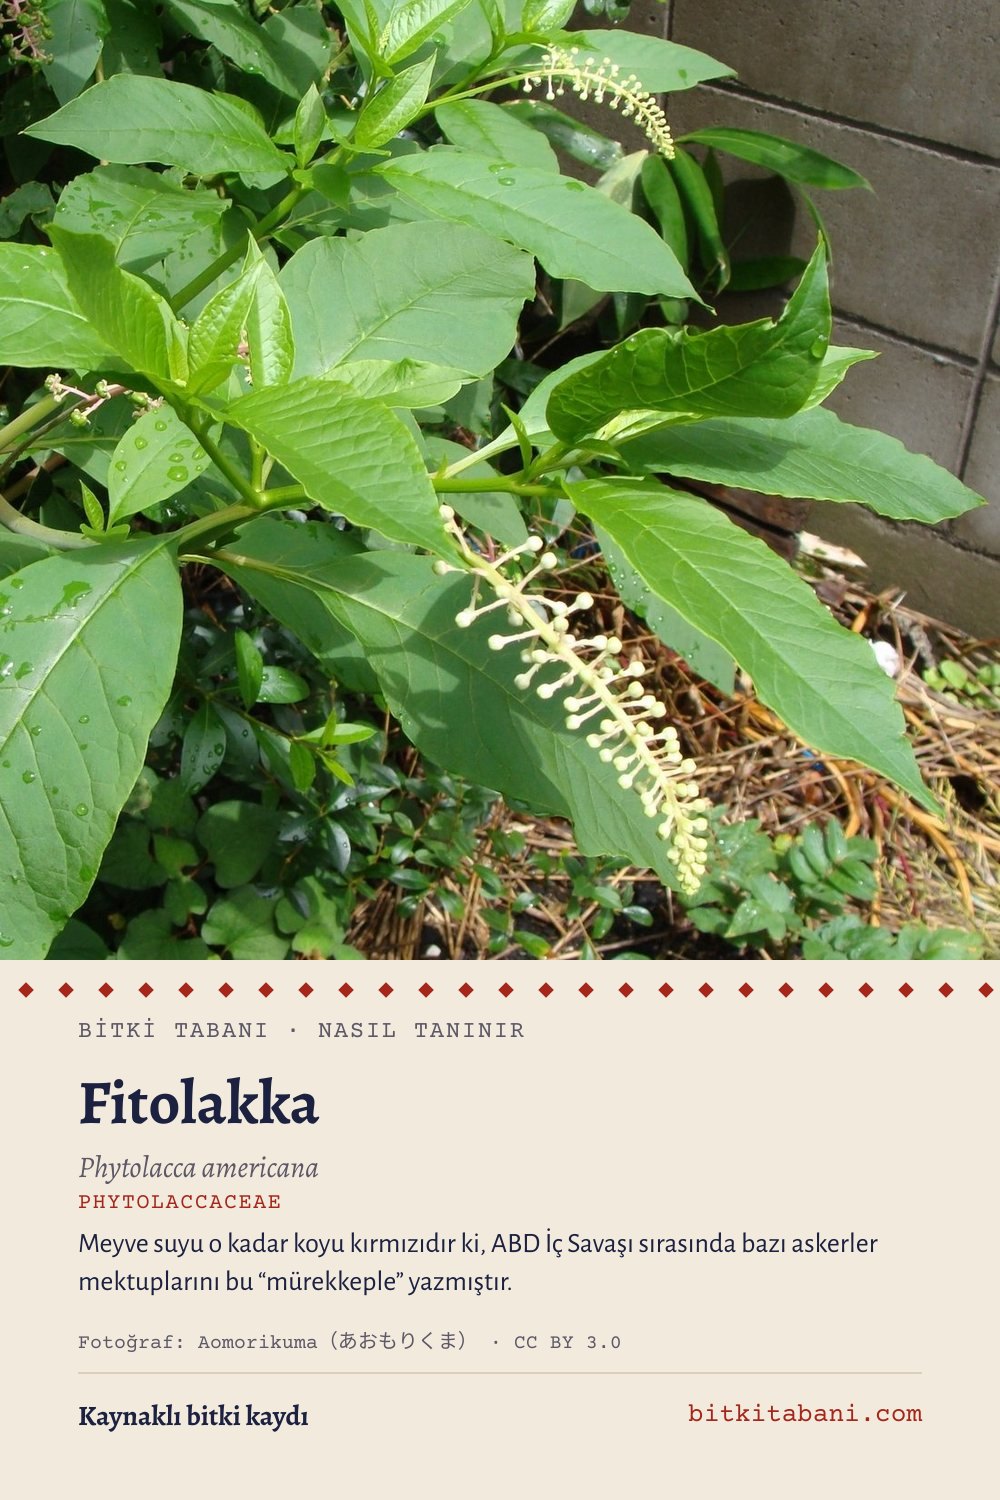 BİTKİ TABANI · NASIL TANINIR
Fitolakka
Phytolacca americana
PHYTOLACCACEAE
Meyve suyu o kadar koyu kırmızıdır ki, ABD İç Savaşı sırasında bazı askerler
mektuplarını bu “mürekkeple” yazmıştır.
Fotoğraf: Aomorikuma（あおもりくま） · CC BY 3.0
Kaynaklı bitki kaydı
bitkitabani.com